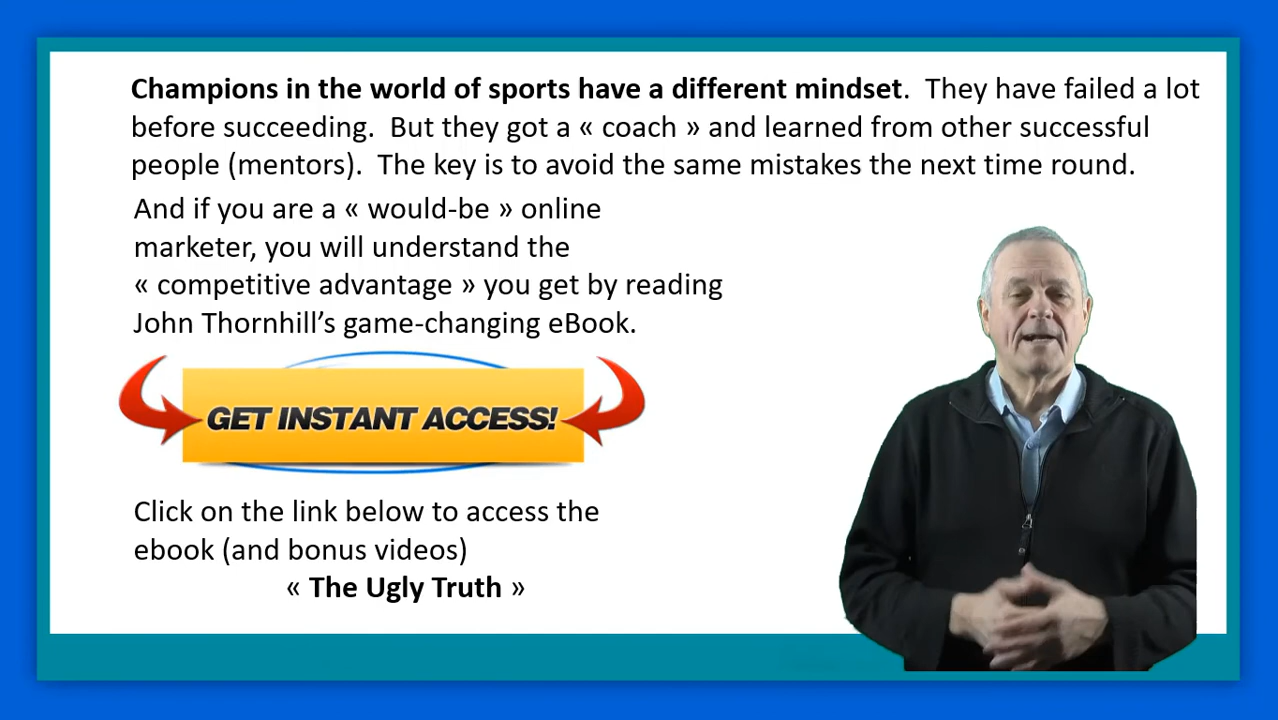 Champions in the world of sports have a different mindset. They have failed a lot
before succeeding. But they got a « coach » and learned from other successful
people (mentors). The key is to avoid the same mistakes the next time round.
And if you are a « would-be » online
marketer, you will understand the
« competitive advantage » you get by reading
John Thornhill’s game-changing eBook.
GET INSTANT ACCESS!
Click on the link below to access the
ebook (and bonus videos)
« The Ugly Truth »